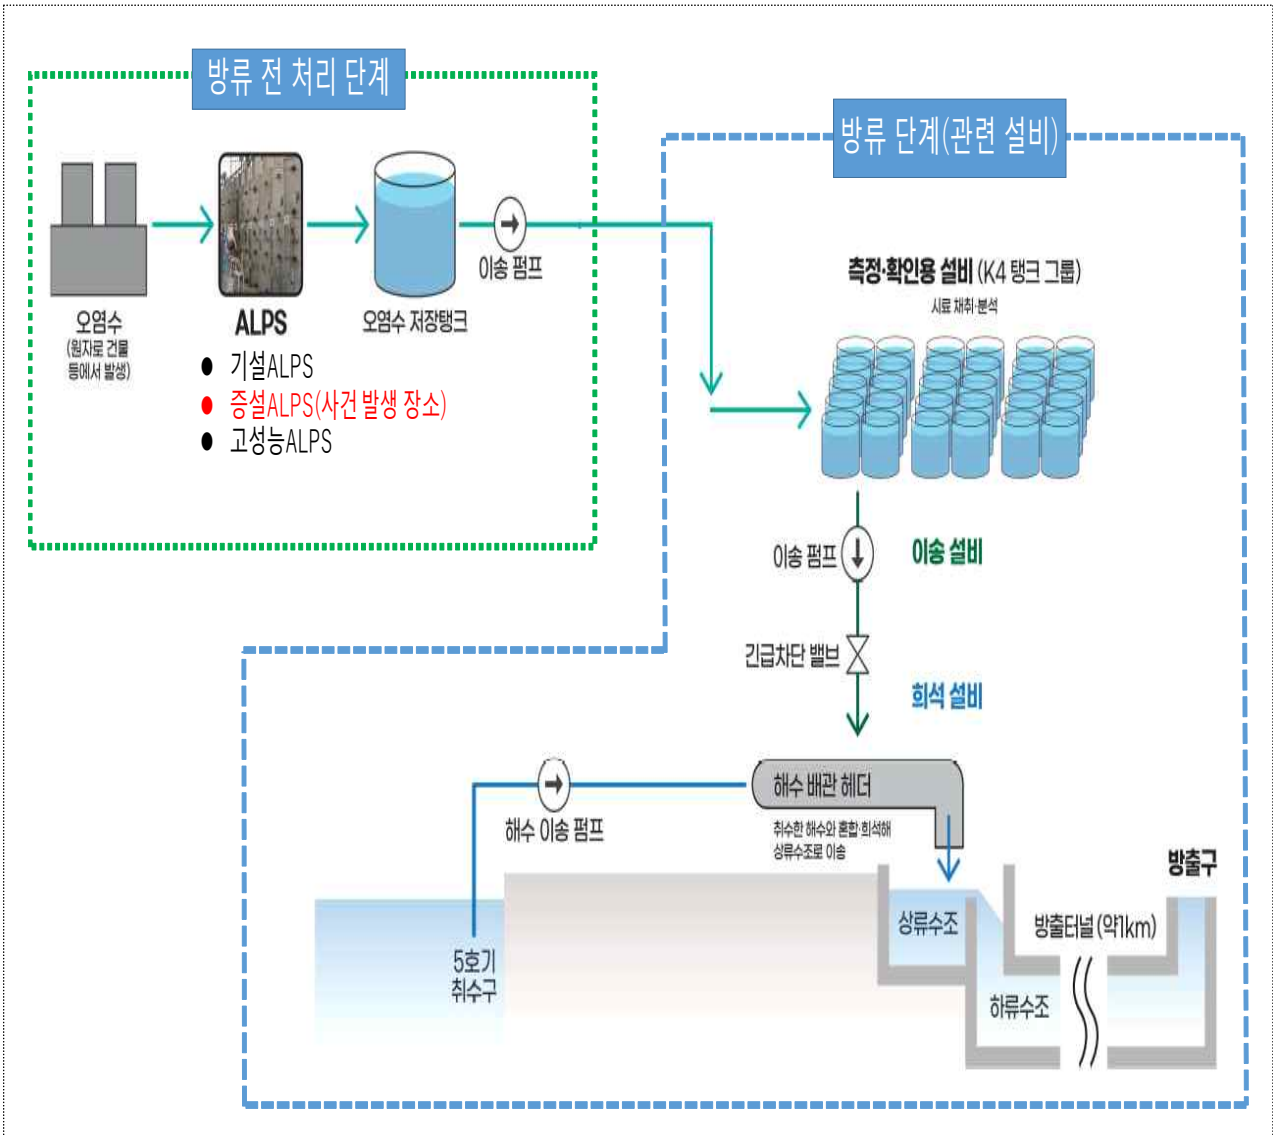 방류 전 처리 단계
방류 단계(관련 설비)
이송 펌프
측정·확인용 설비 (K4 탱크 그룹)
시료 채취·분석
오염수
(원자로 건물
등에서 발생)
ALPS
오염수 저장탱크
● 기설ALPS
● 증설ALPS(사건 발생 장소)
● 고성능ALPS
이송 펌프
이송 설비
긴급차단 밸브
희석 설비
해수 배관 헤더
해수 이송 펌프
취수한 해수와 혼합·희석해
상류수조로 이송
방출구
상류수조
방출터널 (약1km)
5호기
취수구
하류수조